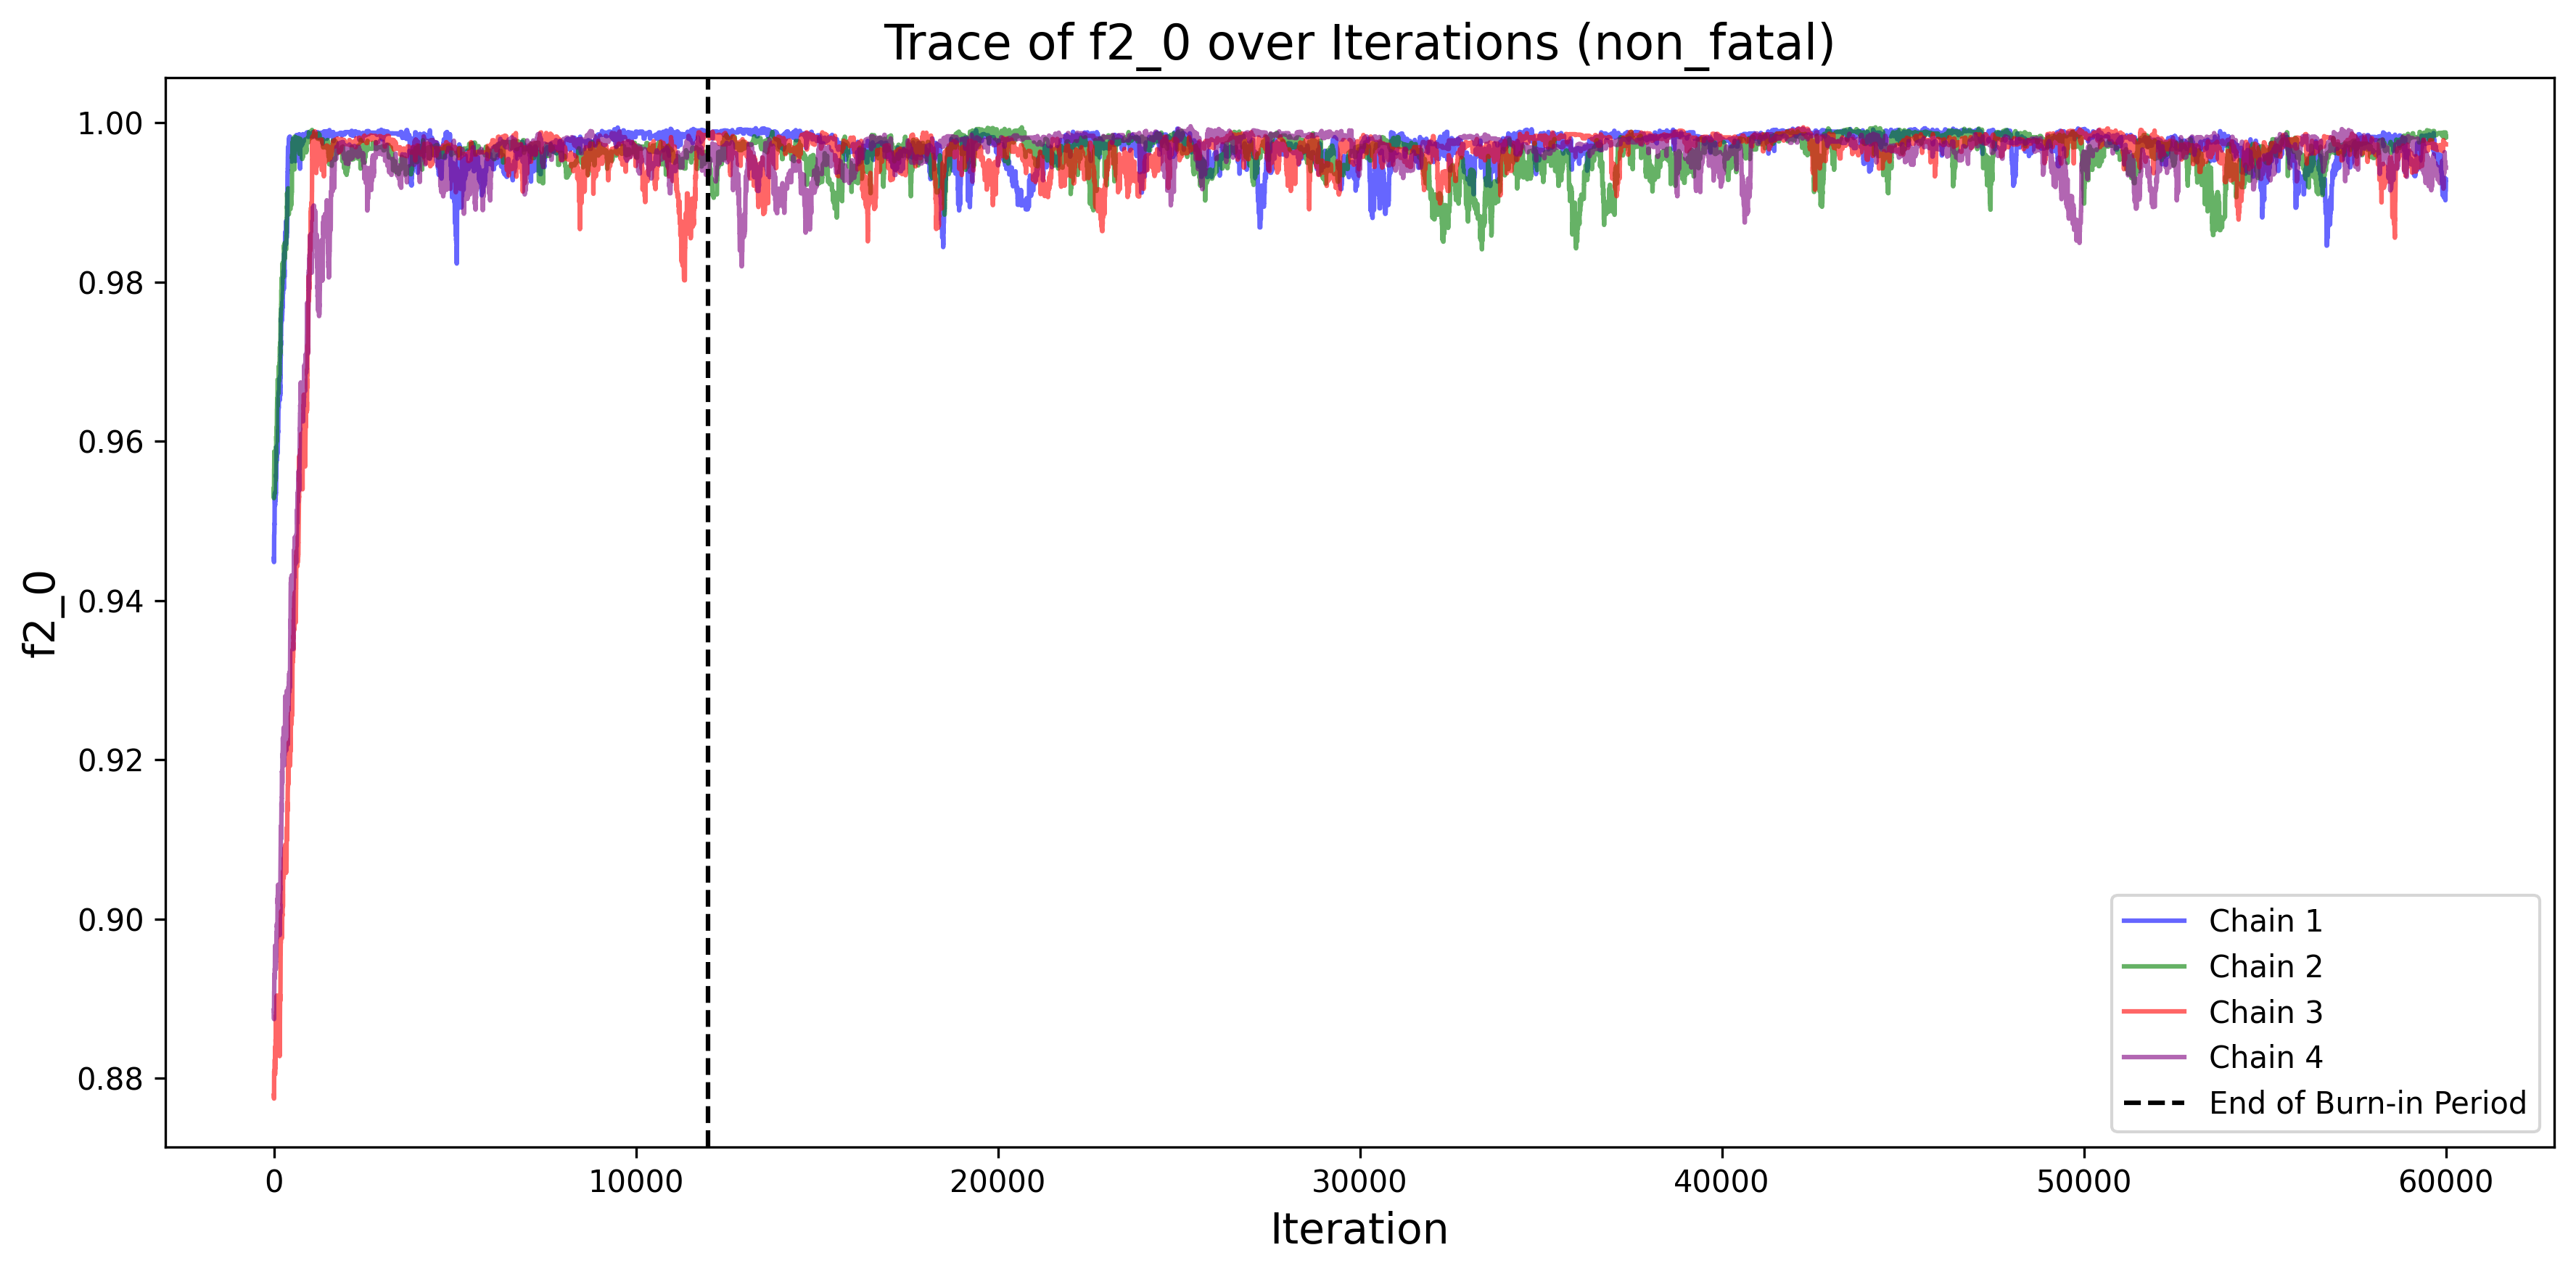 Trace of f2_0 over Iterations (non_fatal)
f2_0
1.00
0.98
0.96
0.94
0.92
0.90
0.88
0
10000
20000
30000
40000
50000
60000
Iteration
Chain 1
Chain 2
Chain 3
Chain 4
End of Burn-in Period